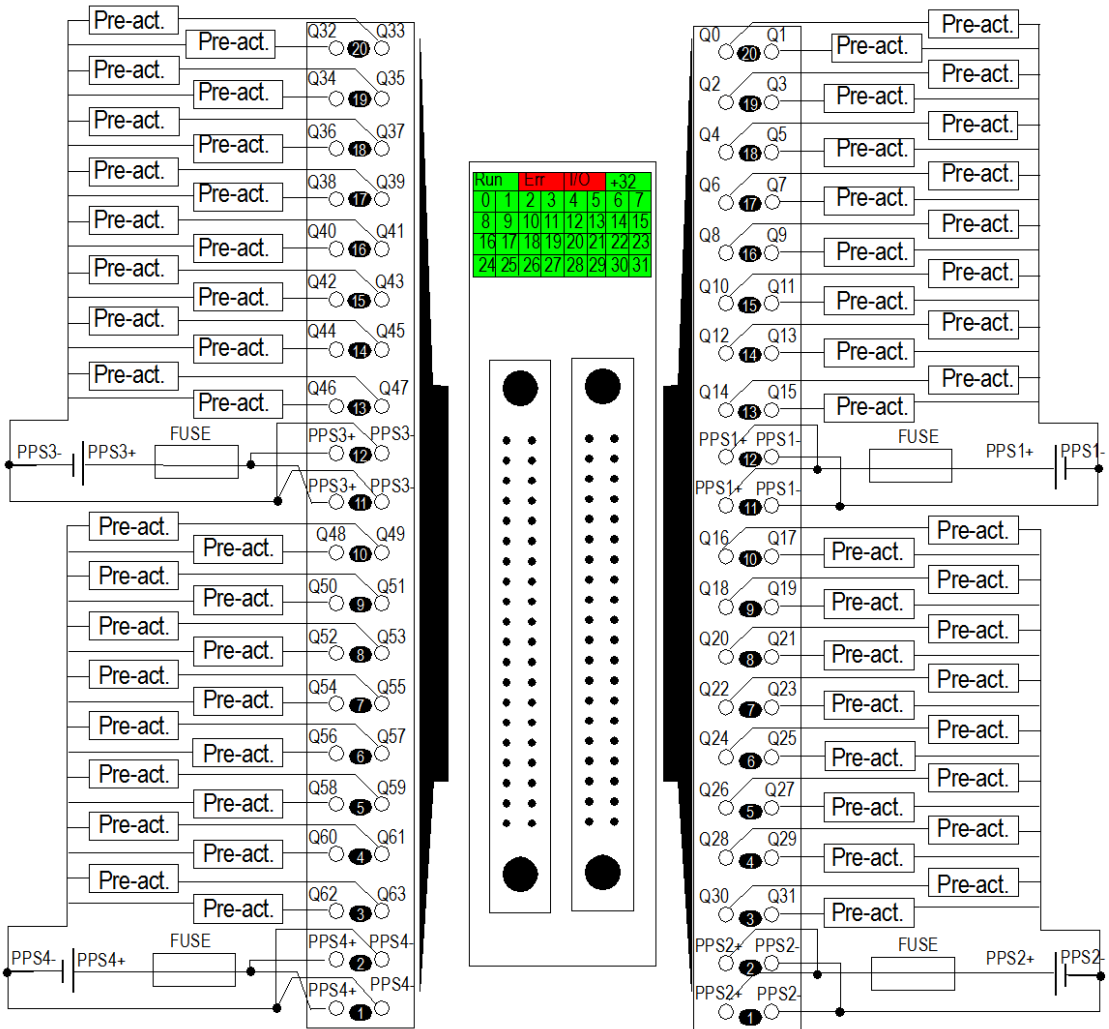 Pre-act.
Q32 Q33
Pre-act.
20
Pre-act.
Q34 Q35
Pre-act.
19
Pre-act.
Q36 Q37
Pre-act.
18
Pre-act.
Q38 Q39
Pre-act.
17
Pre-act.
Q40 Q41
Pre-act.
16
Pre-act.
Q42 Q43
Pre-act.
15
Pre-act.
Q44 Q45
Pre-act.
14
Pre-act.
Q46 Q47
Pre-act.
13
FUSE
PPS3+ PPS3-
PPS3- PPS3+
12
PPS3+ PPS3-
11
Pre-act.
Q48 Q49
Pre-act.
10
Pre-act.
Q50 Q51
Pre-act.
9
Pre-act.
Q52 Q53
Pre-act.
8
Pre-act.
Q54 Q55
Pre-act.
7
Pre-act.
Q56 Q57
Pre-act.
6
Pre-act.
Q58 Q59
Pre-act.
5
Pre-act.
Q60 Q61
Pre-act.
4
Pre-act.
Q62 Q63
Pre-act.
3
FUSE
PPS4+ PPS4-
PPS4- PPS4+
2
PPS4+ PPS4-
1
Run Err I/O +32
0 1 2 3 4 5 6 7
8 9 10 11 12 13 14 15
16 17 18 19 20 21 22 23
24 25 26 27 28 29 30 31
Pre-act.
Q0 Q1
Pre-act.
20
Pre-act.
Q2 Q3
Pre-act.
19
Pre-act.
Q4 Q5
Pre-act.
18
Pre-act.
Q6 Q7
Pre-act.
17
Pre-act.
Q8 Q9
Pre-act.
16
Pre-act.
Q10 Q11
Pre-act.
15
Pre-act.
Q12 Q13
Pre-act.
14
Pre-act.
Q14 Q15
Pre-act.
13
PPS1+ PPS1-
FUSE
PPS1+ PPS1-
12
PPS1+ PPS1-
11
Pre-act.
Q16 Q17
Pre-act.
10
Pre-act.
Q18 Q19
Pre-act.
9
Pre-act.
Q20 Q21
Pre-act.
8
Pre-act.
Q22 Q23
Pre-act.
7
Pre-act.
Q24 Q25
Pre-act.
6
Pre-act.
Q26 Q27
Pre-act.
5
Pre-act.
Q28 Q29
Pre-act.
4
Pre-act.
Q30 Q31
Pre-act.
3
PPS2+ PPS2-
FUSE
PPS2+ PPS2-
2
PPS2+ PPS2-
1